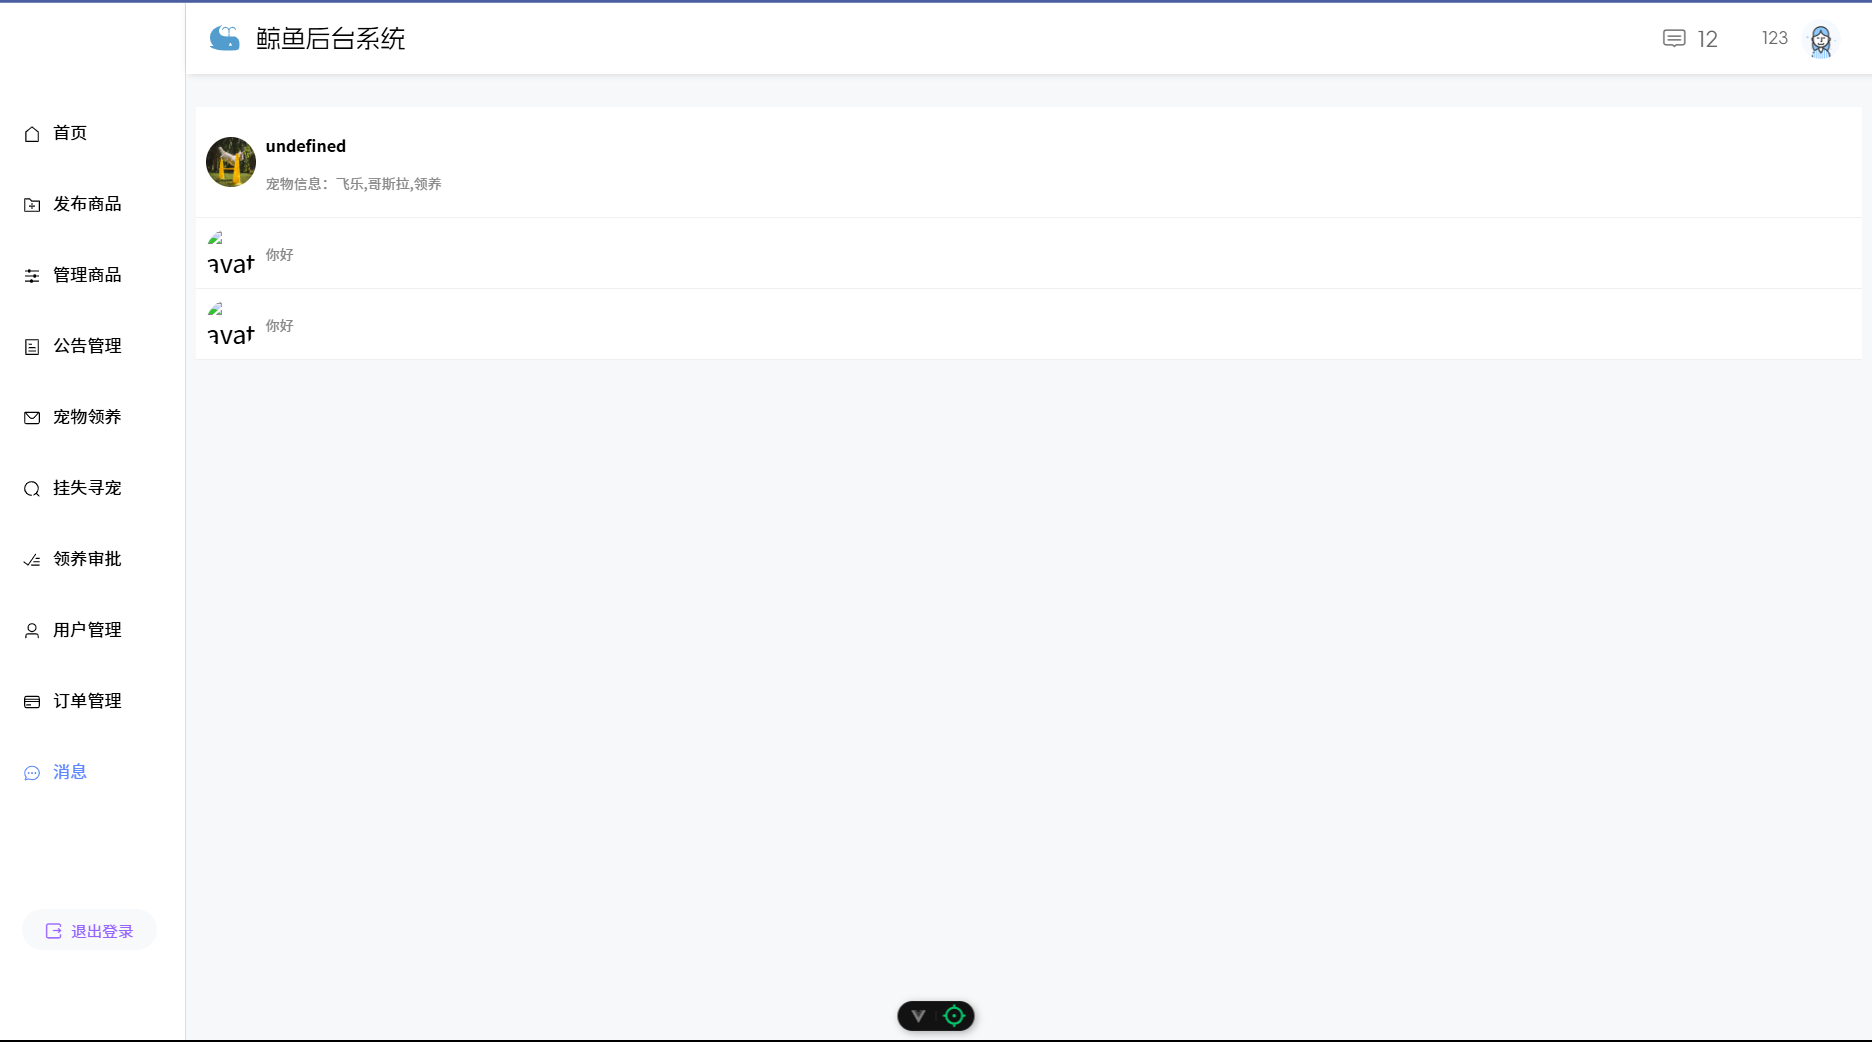 鲸鱼后台系统
12
123
首页
发布商品
管理商品
公告管理
宠物领养
挂失寻宠
领养审批
用户管理
订单管理
消息
退出登录
undefined
宠物信息：飞乐,哥斯拉,领养
avat
你好
avat
你好